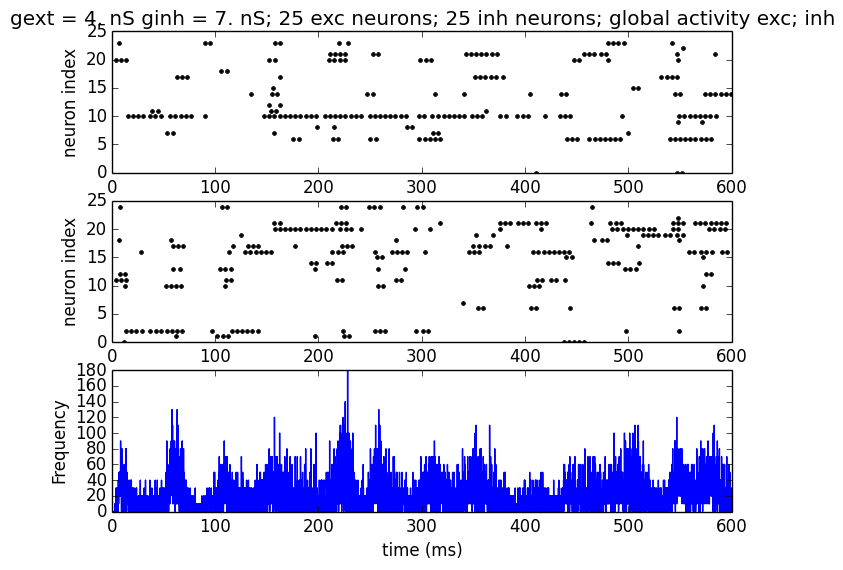 gext = 4. nS ginh = 7. nS; 25 exc neurons; 25 inh neurons; global activity exc; inh
25
20
15
10
5
0
neuron index
0 100 200 300 400 500 600
25
20
15
10
5
0
neuron index
0 100 200 300 400 500 600
180
160
140
120
100
80
60
40
20
0
Frequency
0 100 200 300 400 500 600
time (ms)